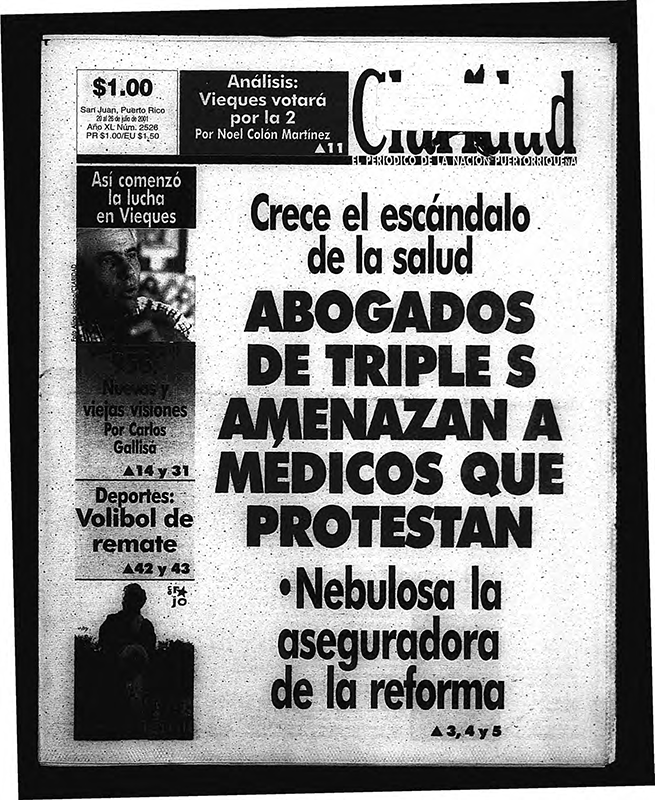 $1.00
San Juan, Puerto Rico
20 al 26 de julio de 2001
Año XL Núm. 2526
PR $1.00/EU $1.50
Análisis:
Vieques votará
por la 2
Por Noel Colón Martínez
▲11
Claridad
EL PERIODICO DE LA NACION PUERTORRIQUEÑA
Así comenzó
la lucha
en Vieques
Nuevas y
viejas visiones
Por Carlos
Gallisá
▲14 y 31
Deportes:
Volibol de
remate
▲42 y 43
Crece el escándalo
de la salud
ABOGADOS
DE TRIPLE S
AMENAZAN A
MEDICOS QUE
PROTESTAN
•Nebulosa la
aseguradora
de la reforma
▲3, 4 y 5